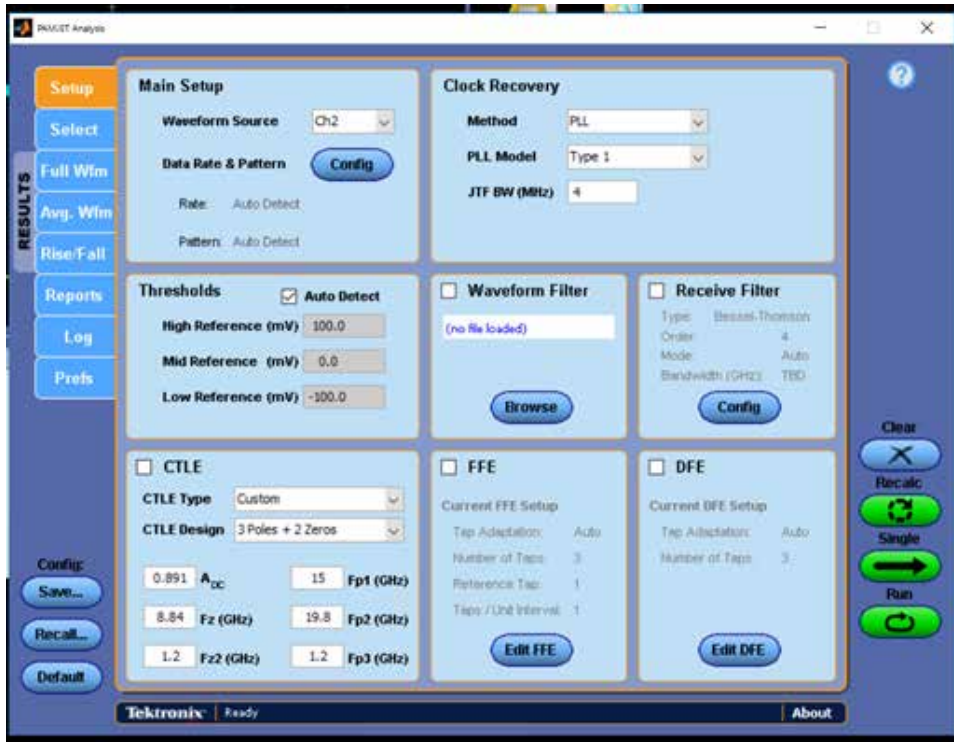 PAMJET Analysis
Setup
Select
Full Wfm
Avg. Wfm
Rise/Fall
Reports
Log
Prefs
RESULTS
Main Setup
Waveform Source Ch2
Data Rate & Pattern Config
Rate: Auto Detect
Pattern: Auto Detect
Clock Recovery
Method PLL
PLL Model Type 1
JTF BW (MHz) 4
Thresholds Auto Detect
High Reference (mV) 100.0
Mid Reference (mV) 0.0
Low Reference (mV) -100.0
Waveform Filter
(no file loaded)
Browse
Receive Filter
Type: Bessel-Thomson
Order: 4
Mode: Auto
Bandwidth (GHz): TBD
Config
CTLE
CTLE Type Custom
CTLE Design 3 Poles + 2 Zeros
0.891 ADC 15 Fp1 (GHz)
8.84 Fz (GHz) 19.8 Fp2 (GHz)
1.2 Fz2 (GHz) 1.2 Fp3 (GHz)
FFE
Current FFE Setup
Tap Adaptation: Auto
Number of Taps: 3
Reference Tap: 1
Taps / Unit Interval: 1
Edit FFE
DFE
Current DFE Setup
Tap Adaptation: Auto
Number of Taps: 3
Edit DFE
Clear
Recalc
Single
Run
Config:
Save...
Recall...
Default
Tektronix Ready About